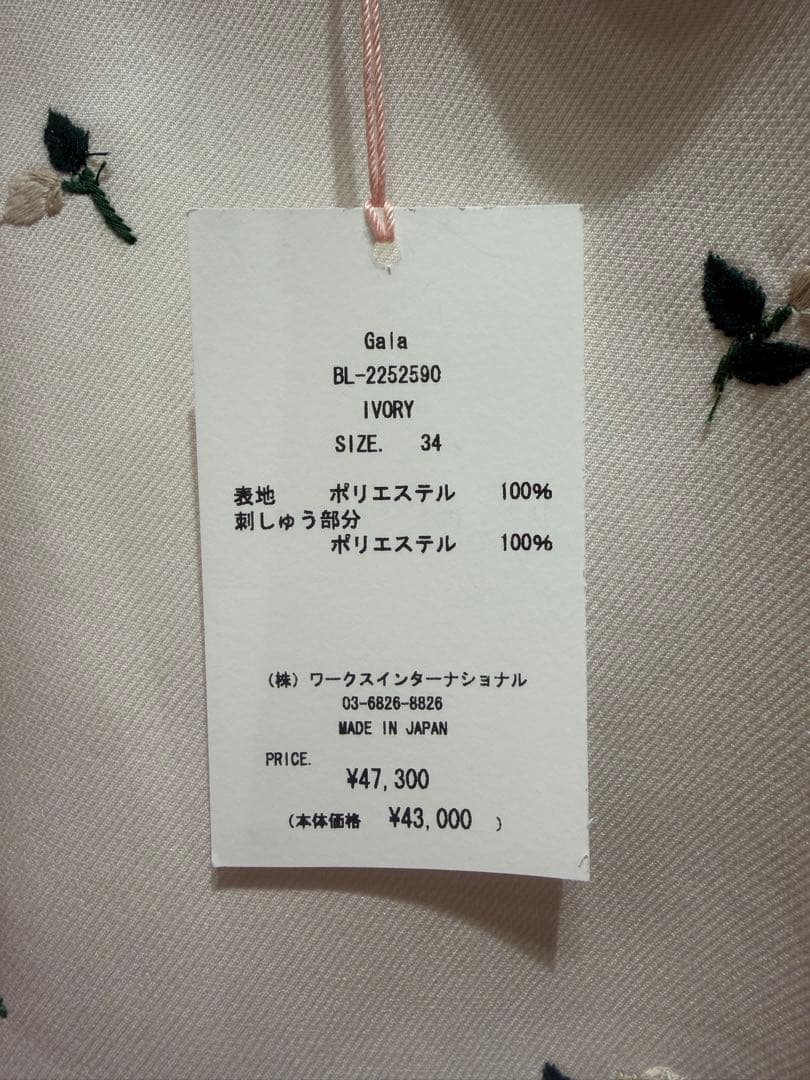 Gala
BL-2252590
IVORY
SIZE. 34
表地 ポリエステル 100%
刺しゅう部分
ポリエステル 100%
(株)ワークスインターナショナル
03-6826-8826
MADE IN JAPAN
PRICE.
¥47,300
(本体価格 ¥43,000 )